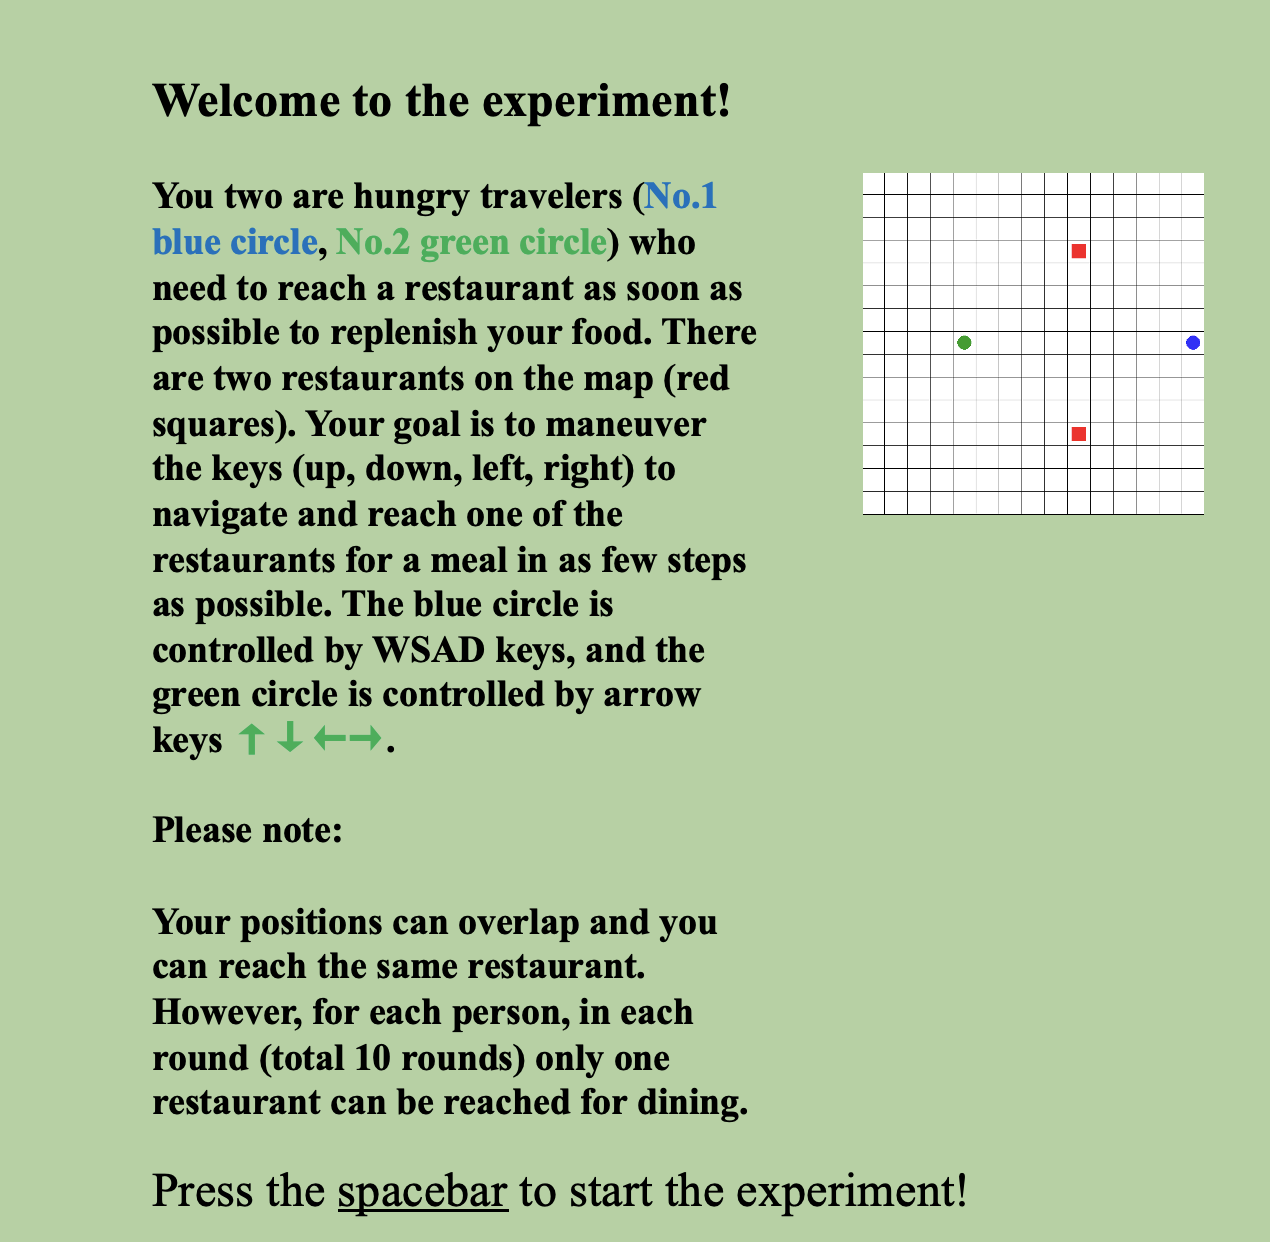 Welcome to the experiment!
You two are hungry travelers (No.1
blue circle, No.2 green circle) who
need to reach a restaurant as soon as
possible to replenish your food. There
are two restaurants on the map (red
squares). Your goal is to maneuver
the keys (up, down, left, right) to
navigate and reach one of the
restaurants for a meal in as few steps
as possible. The blue circle is
controlled by WSAD keys, and the
green circle is controlled by arrow
keys ↑↓←→.
Please note:
Your positions can overlap and you
can reach the same restaurant.
However, for each person, in each
round (total 10 rounds) only one
restaurant can be reached for dining.
Press the spacebar to start the experiment!